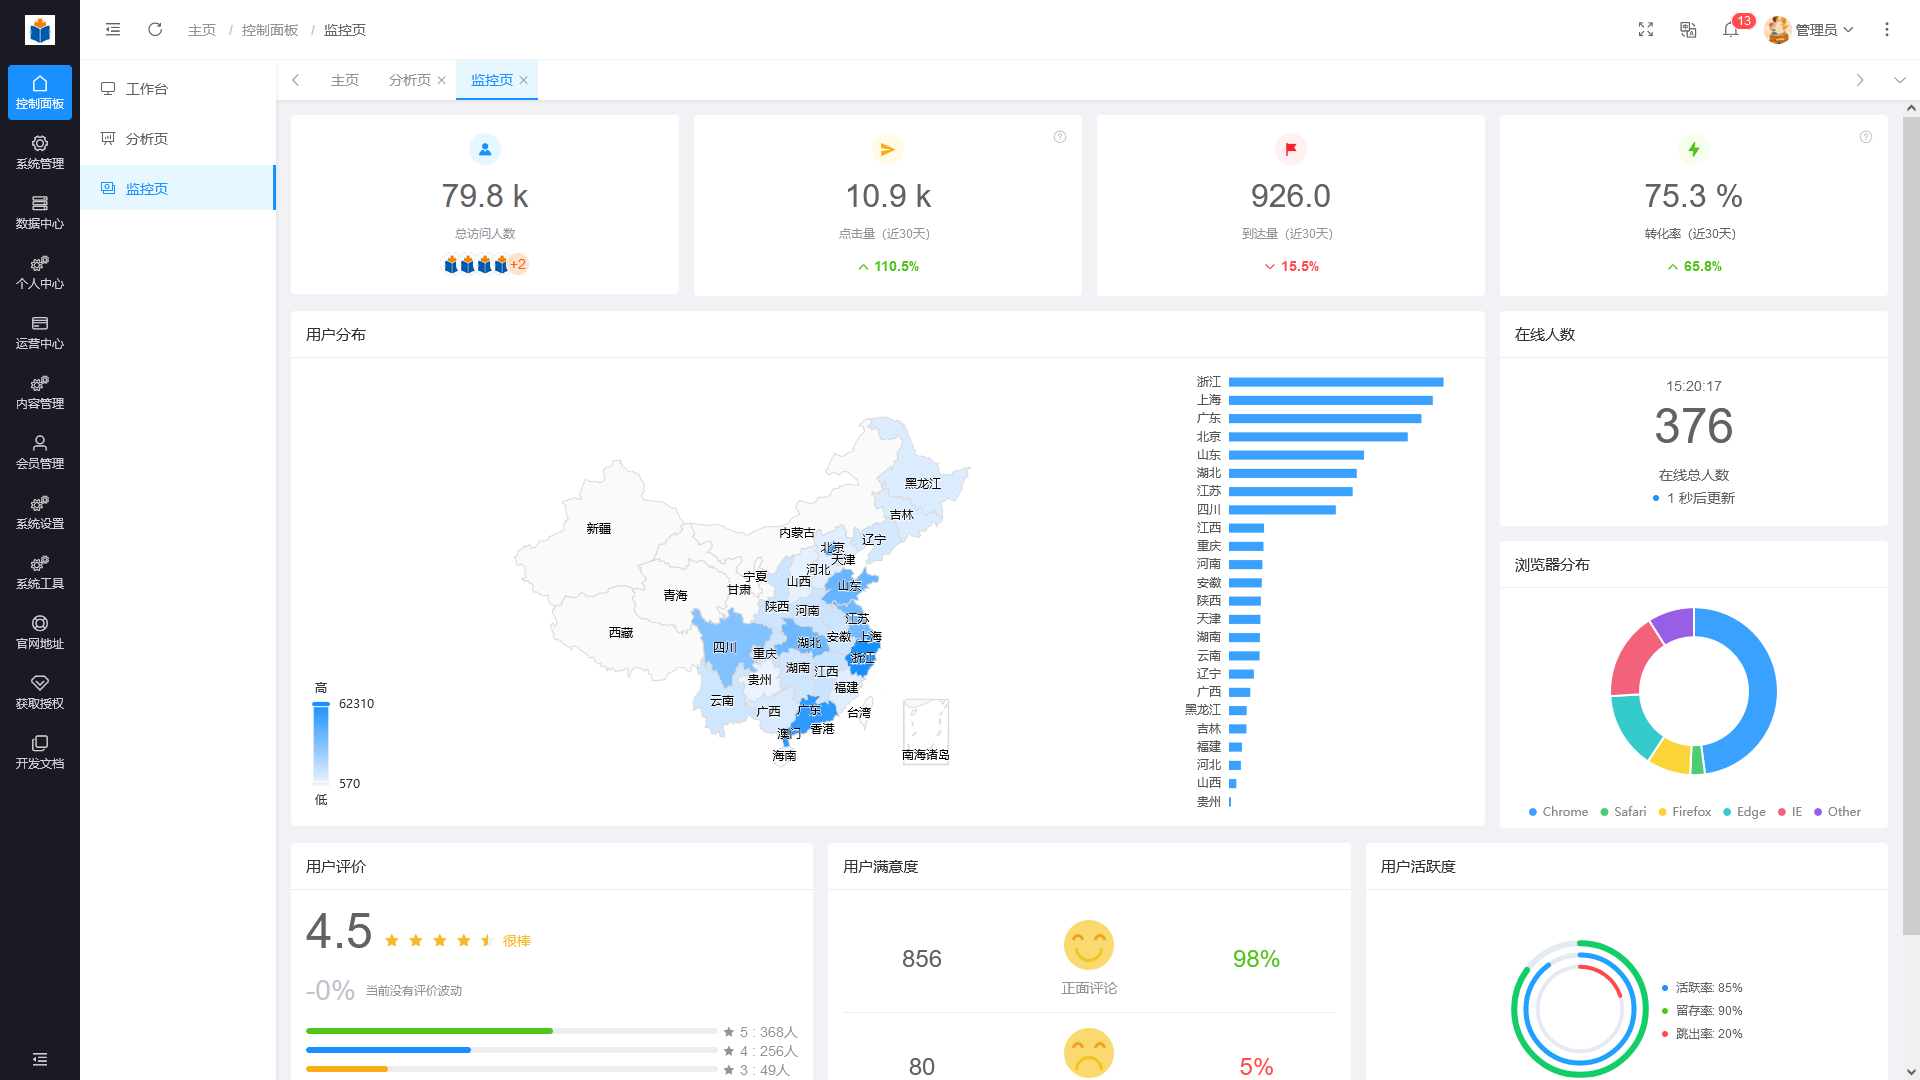 主页 / 控制面板 / 监控页
13
管理员
控制面板
系统管理
数据中心
个人中心
运营中心
内容管理
会员管理
系统设置
系统工具
官网地址
获取授权
开发文档
工作台
分析页
监控页
主页
分析页
监控页
79.8 k
总访问人数
+2
10.9 k
点击量（近30天）
110.5%
926.0
到达量（近30天）
15.5%
75.3 %
转化率（近30天）
65.8%
用户分布
黑龙江
吉林
辽宁
内蒙古
新疆
北京
天津
河北
山西
宁夏
甘肃
青海
山东
陕西
河南
江苏
西藏
四川
重庆
湖北
安徽
上海
浙江
湖南
江西
贵州
福建
云南
广西
广东
台湾
香港
澳门
海南
南海诸岛
高
62310
570
低
浙江
上海
广东
北京
山东
湖北
江苏
四川
江西
重庆
河南
安徽
陕西
天津
湖南
云南
辽宁
广西
黑龙江
吉林
福建
河北
山西
贵州
在线人数
15:20:17
376
在线总人数
1 秒后更新
浏览器分布
Chrome Safari Firefox Edge IE Other
用户评价
4.5 很棒
-0% 当前没有评价波动
5 : 368人
4 : 256人
3 : 49人
用户满意度
856
正面评论
98%
80
5%
用户活跃度
活跃率: 85%
留存率: 90%
跳出率: 20%